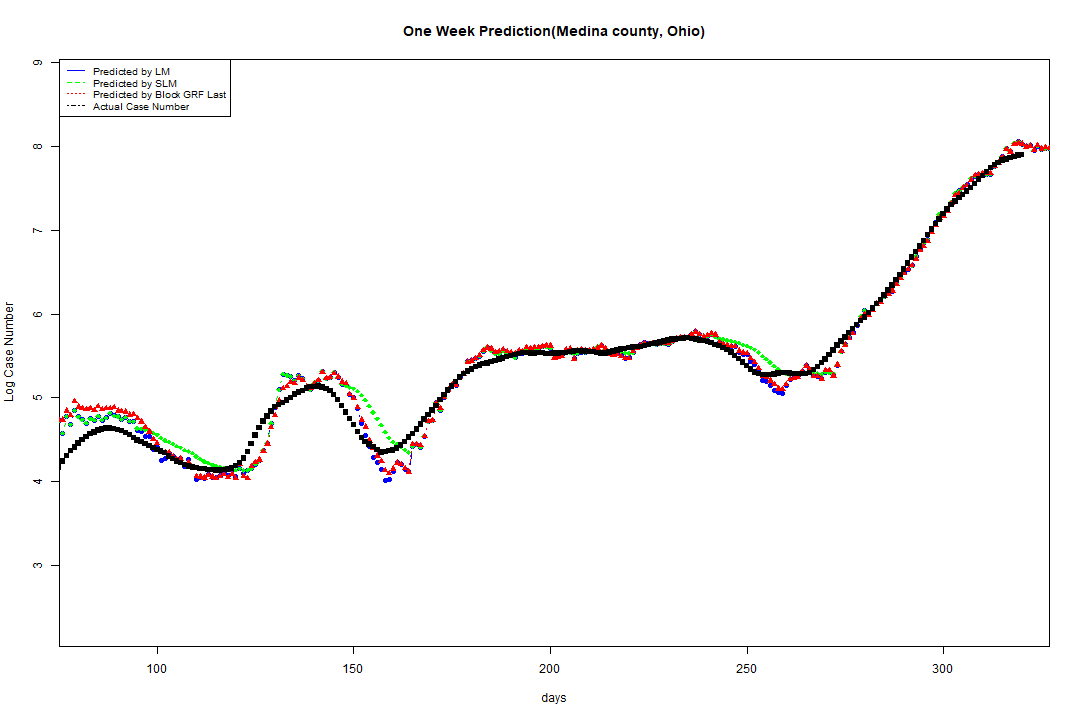 One Week Prediction(Medina county, Ohio)
Predicted by LM
Predicted by SLM
Predicted by Block GRF Last
Actual Case Number
9
8
7
6
5
4
3
Log Case Number
100 150 200 250 300
days